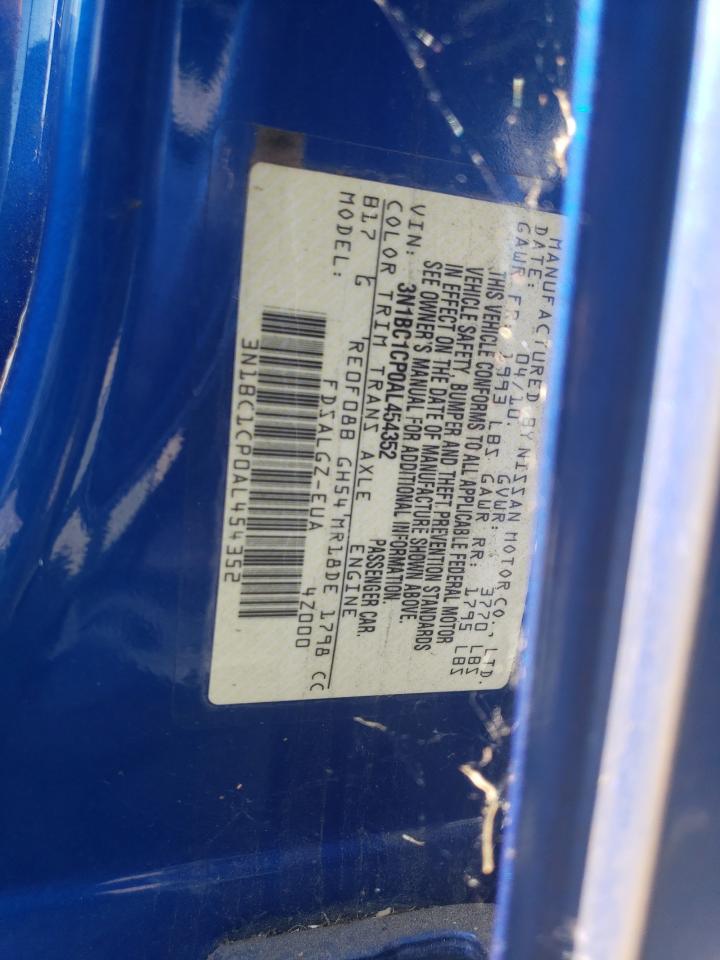 MANUFACTURED BY NISSAN MOTOR CO., LTD.
DATE: 04/10. GVWR: 3770 LBS
GAWR FR: 1993 LBS GAWR RR: 1795 LBS
THIS VEHICLE CONFORMS TO ALL APPLICABLE FEDERAL MOTOR
VEHICLE SAFETY, BUMPER AND THEFT PREVENTION STANDARDS
IN EFFECT ON THE DATE OF MANUFACTURE SHOWN ABOVE.
SEE OWNER'S MANUAL FOR ADDITIONAL INFORMATION.
VIN: 3N1BC1CP0AL454352 PASSENGER CAR.
COLOR TRIM TRANS AXLE ENGINE
B17 G RE0F08B GH54 MR18DE 1798 CC
MODEL: FDSALGZ-EUA 4Z000
3N1BC1CP0AL454352